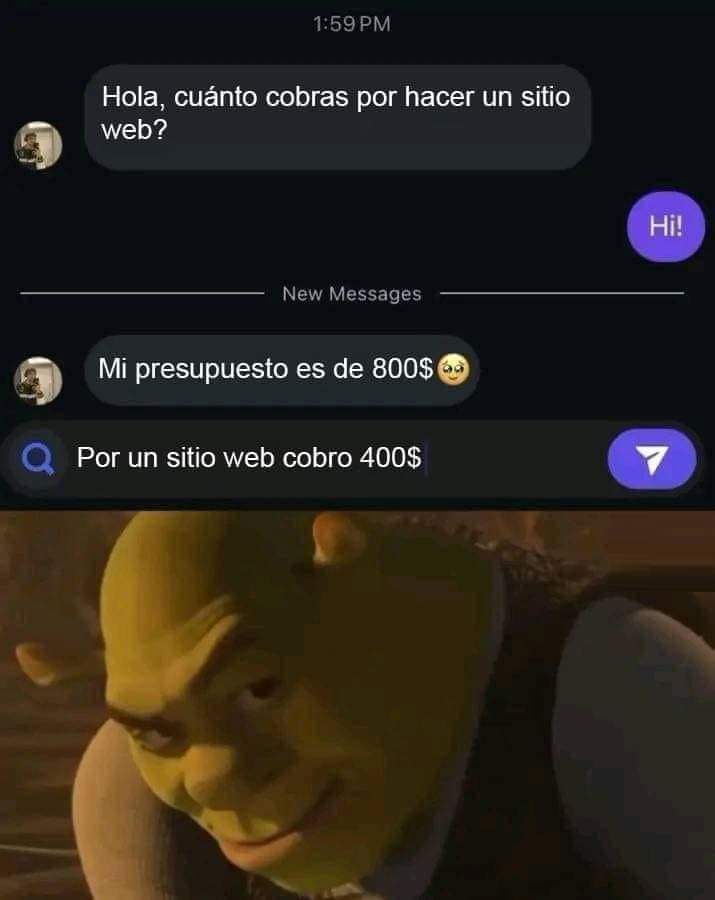 1:59 PM
Hola, cuánto cobras por hacer un sitio
web?
Hi!
New Messages
Mi presupuesto es de 800$🥹
Por un sitio web cobro 400$